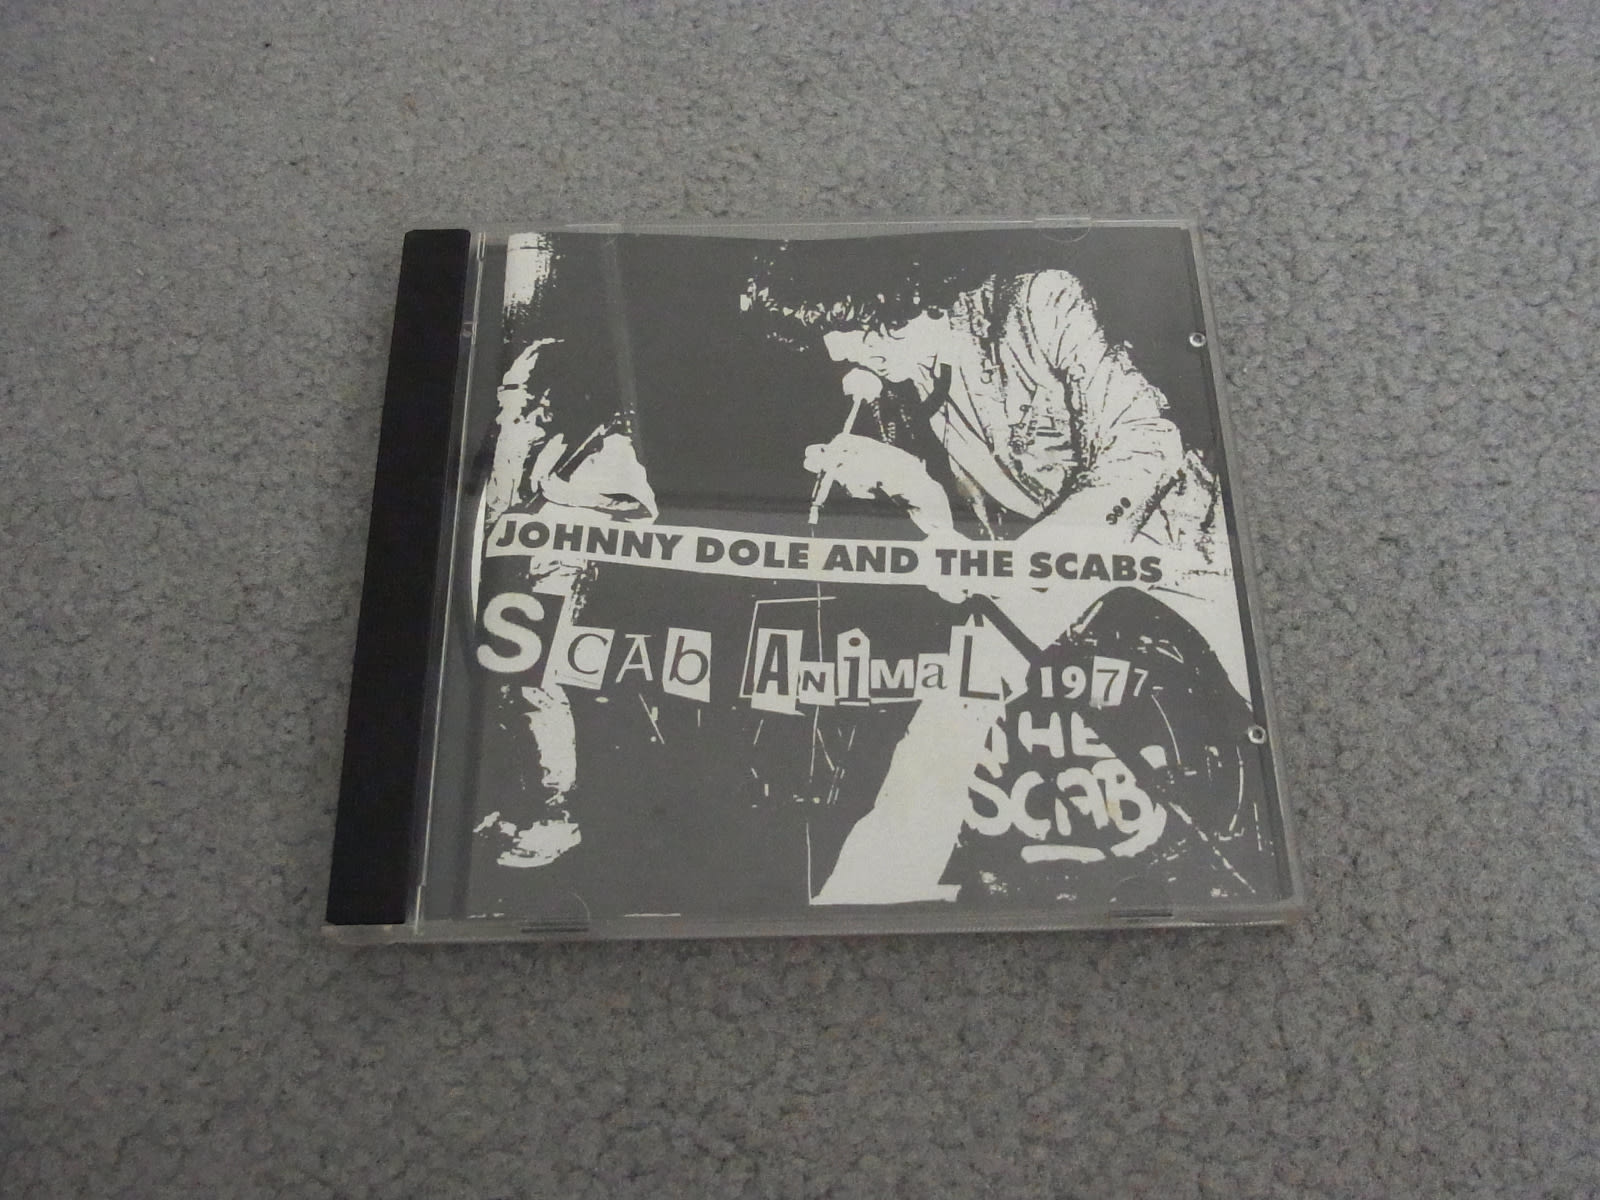 JOHNNY DOLE AND THE SCABS
SCAb AniMaL 1977
THE
SCABS